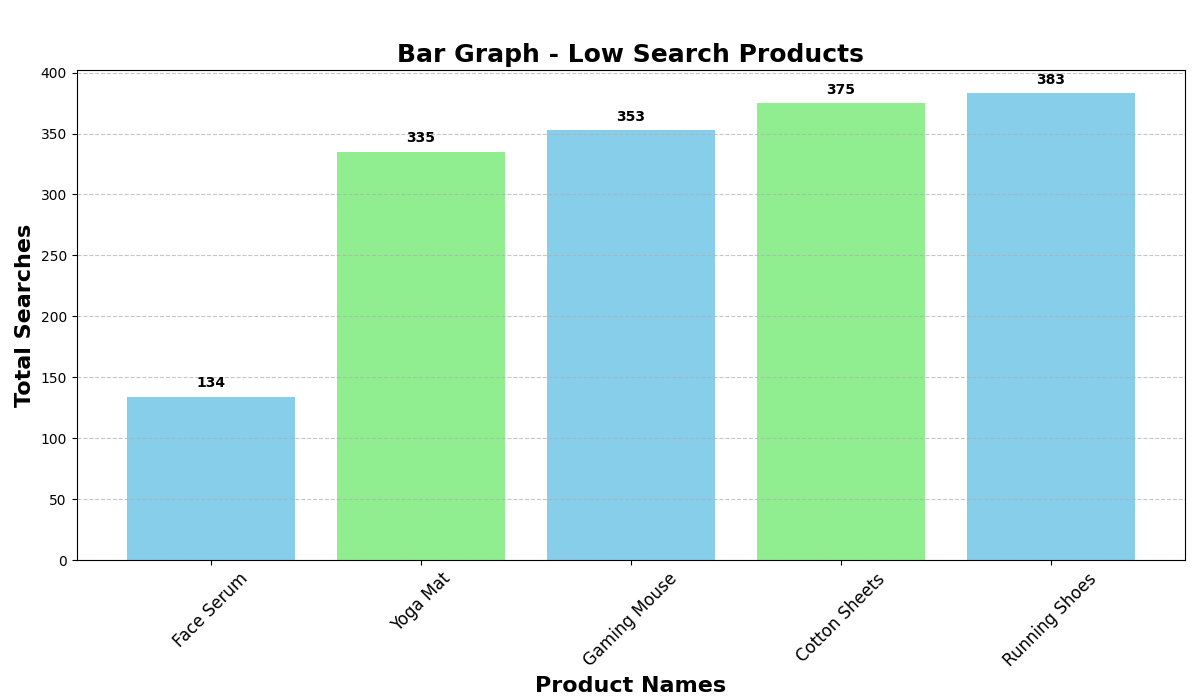 Bar Graph - Low Search Products
Total Searches
400
350
300
250
200
150
100
50
0
134
335
353
375
383
Face Serum
Yoga Mat
Gaming Mouse
Cotton Sheets
Running Shoes
Product Names